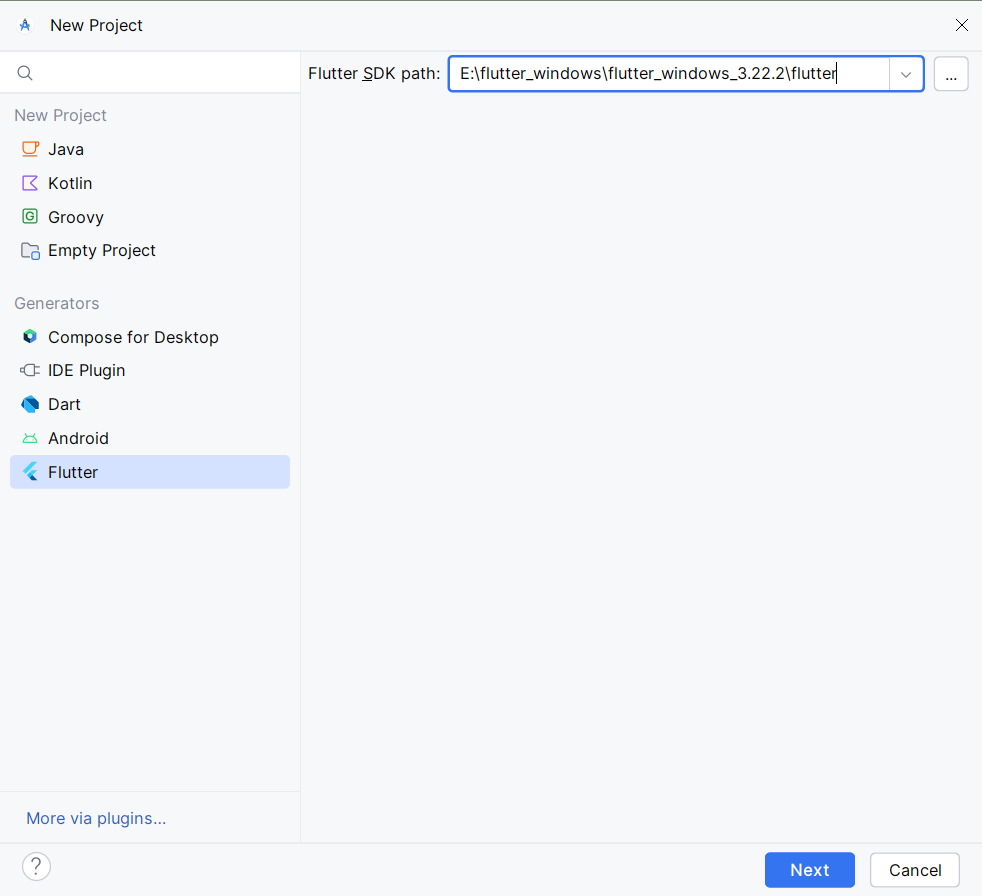 New Project
Flutter SDK path: E:\flutter_windows\flutter_windows_3.22.2\flutter ...
New Project
Java
Kotlin
G Groovy
Empty Project
Generators
Compose for Desktop
IDE Plugin
Dart
Android
Flutter
More via plugins...
? Next Cancel